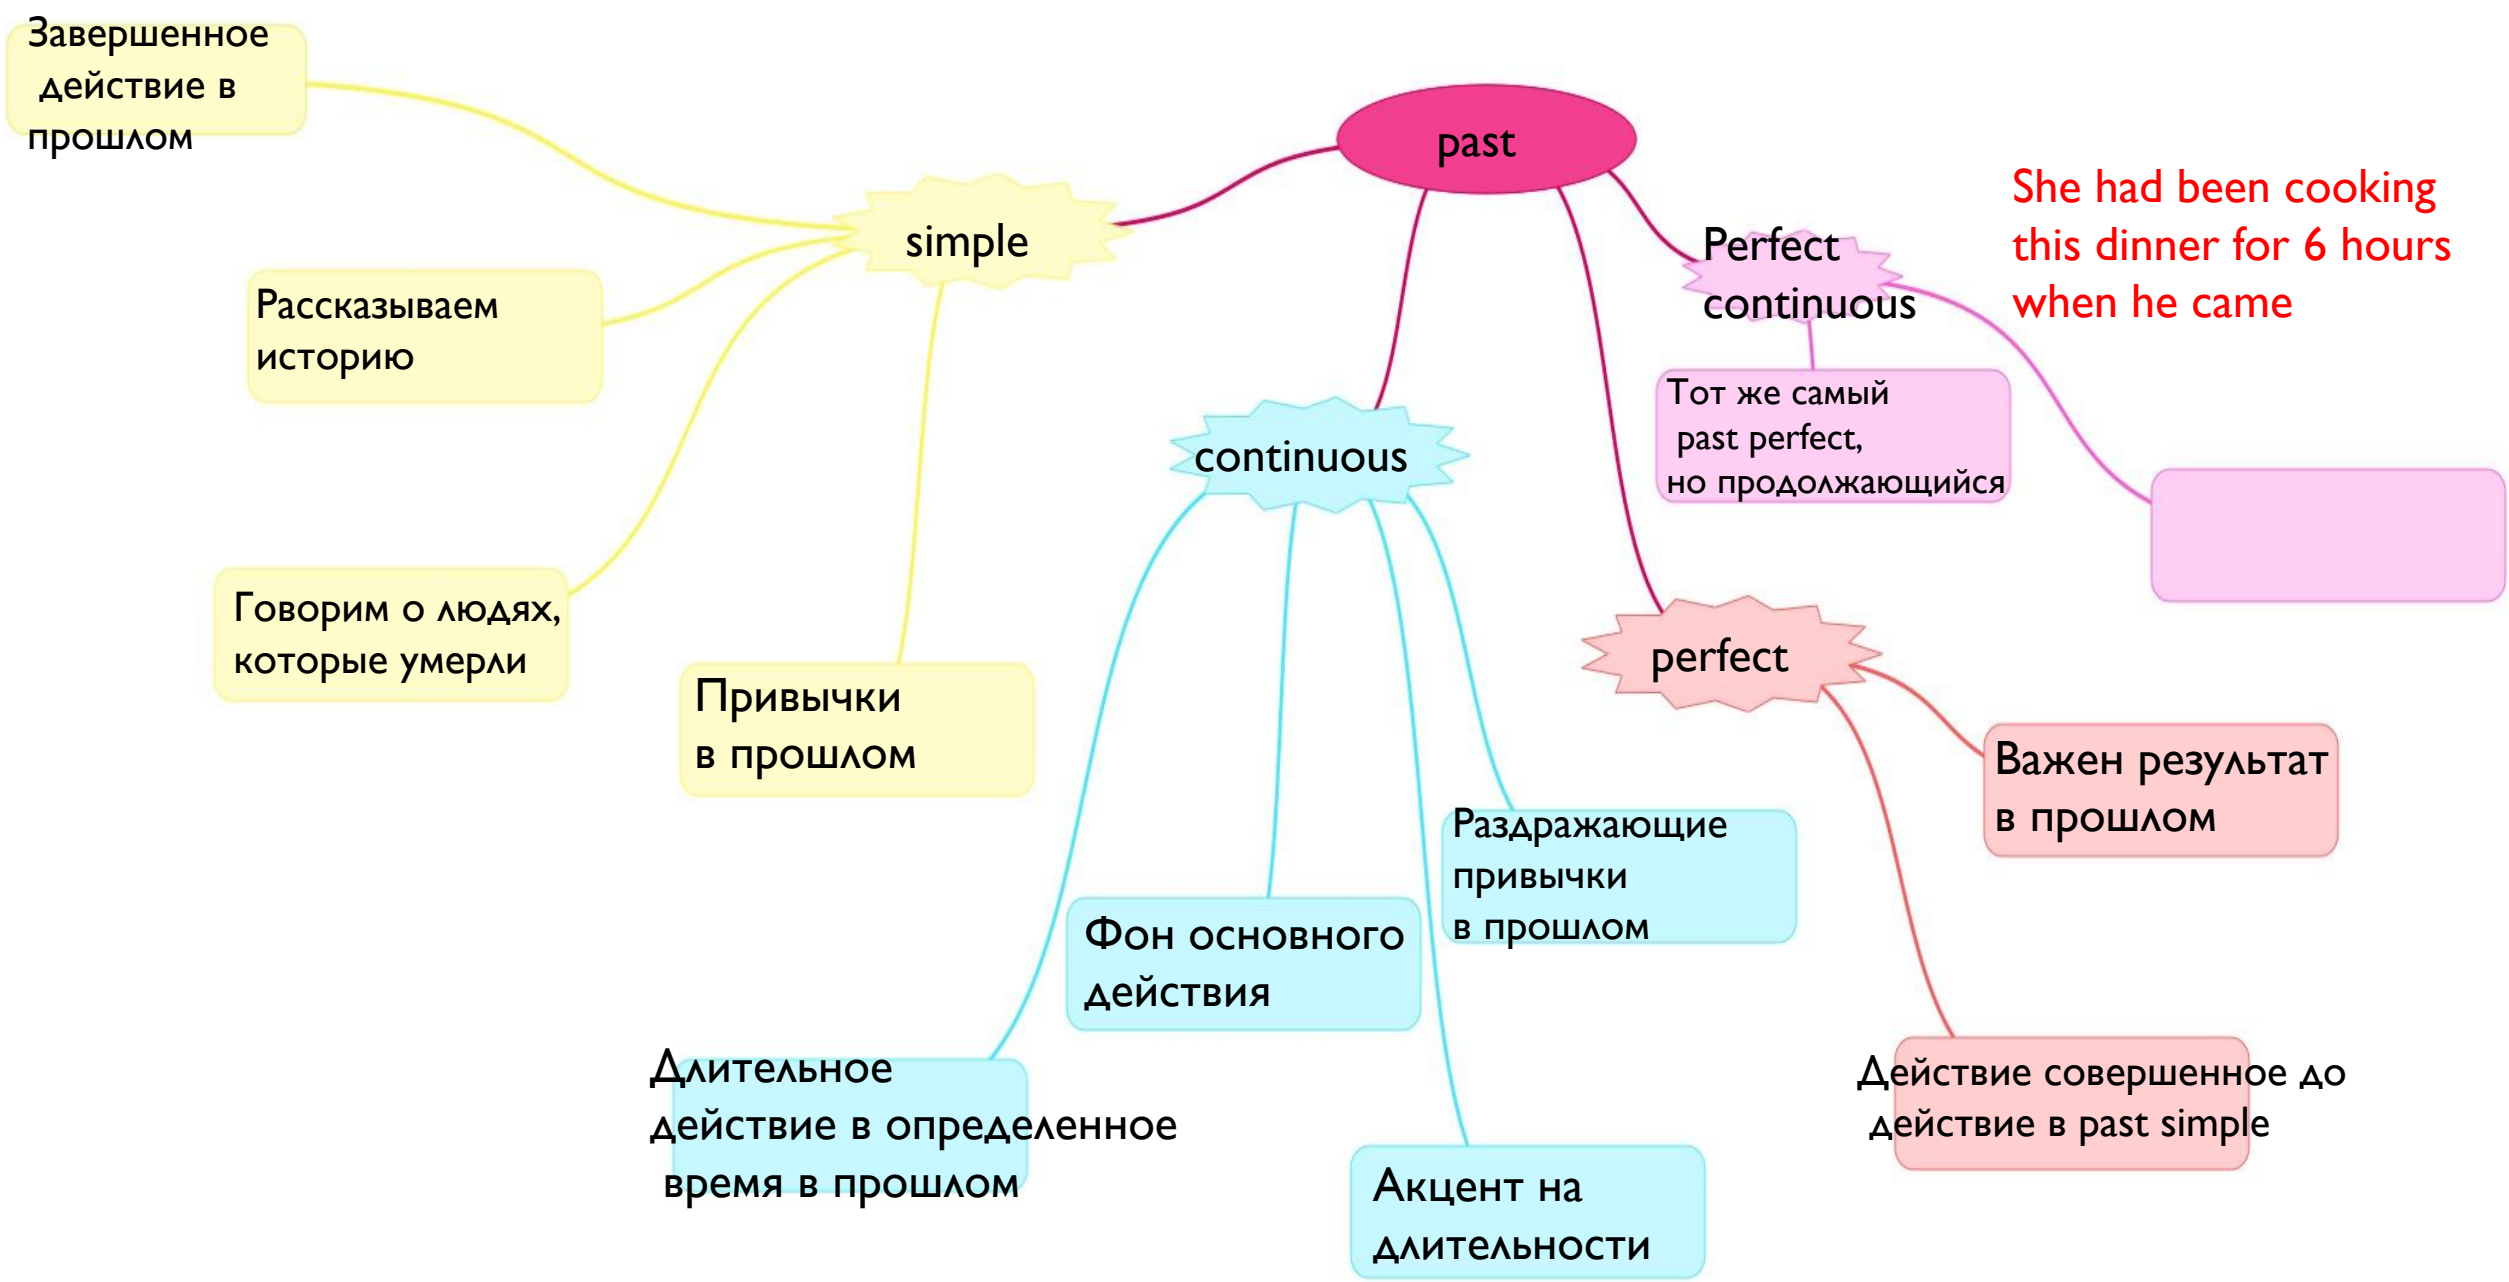 past
simple
Завершенное
действие в
прошлом
Рассказываем
историю
Говорим о людях,
которые умерли
Привычки
в прошлом
continuous
Длительное
действие в определенное
время в прошлом
Фон основного
действия
Акцент на
длительности
Раздражающие
привычки
в прошлом
perfect
Важен результат
в прошлом
Действие совершенное до
действие в past simple
Perfect
continuous
Тот же самый
past perfect,
но продолжающийся
She had been cooking
this dinner for 6 hours
when he came